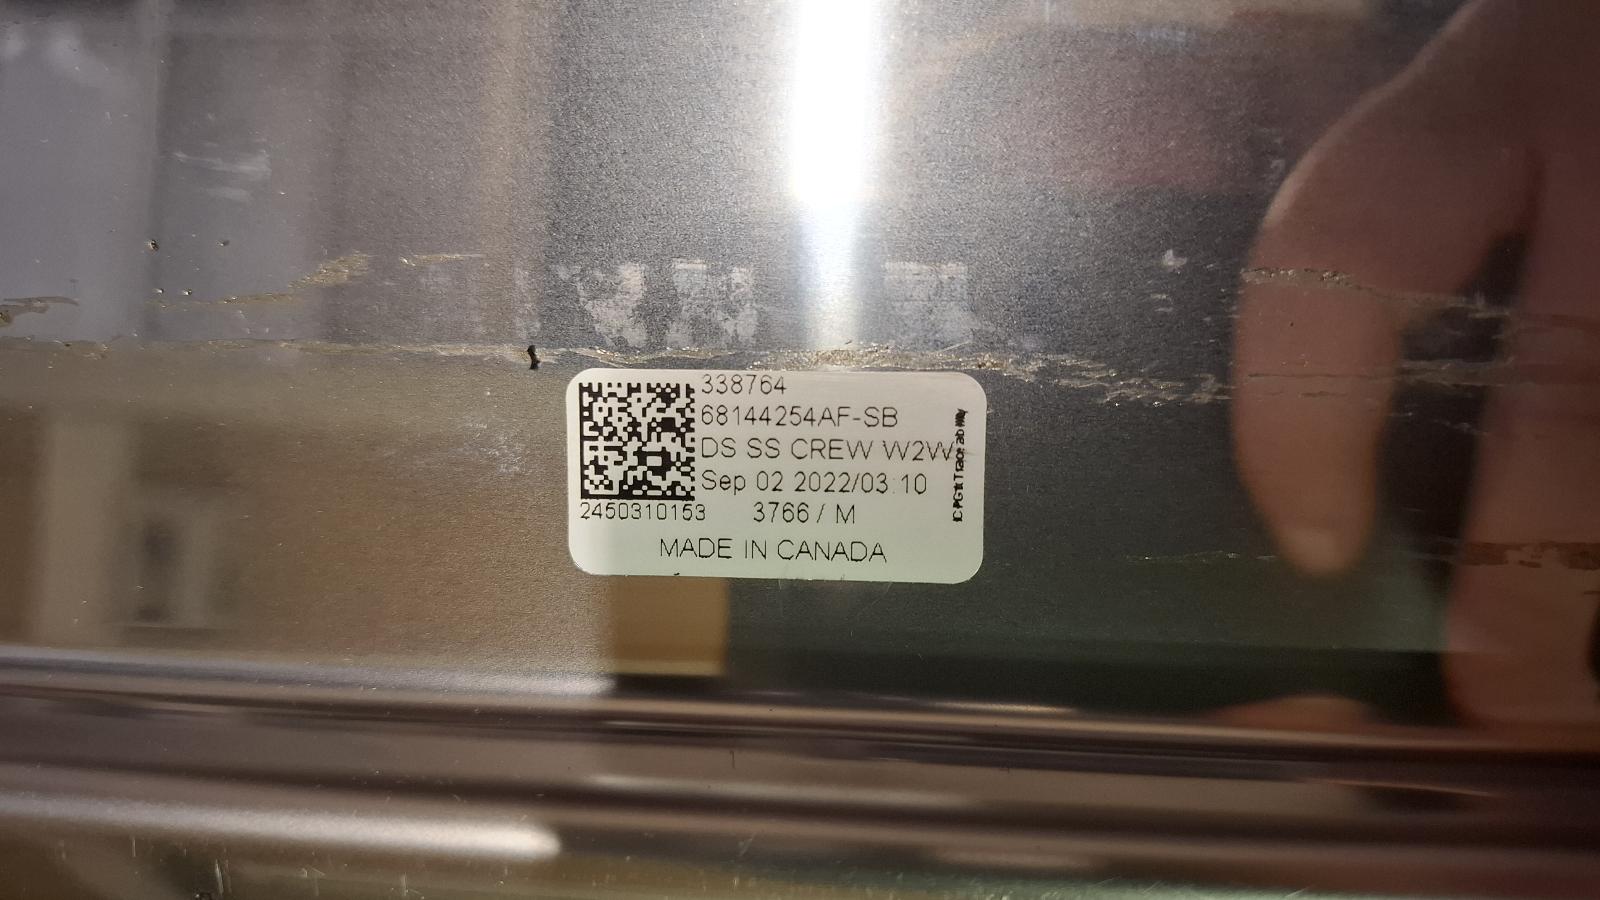 338764
68144254AF-SB
DS SS CREW W2W
Sep 02 2022/03:10
2450310153 3766 / M
MADE IN CANADA